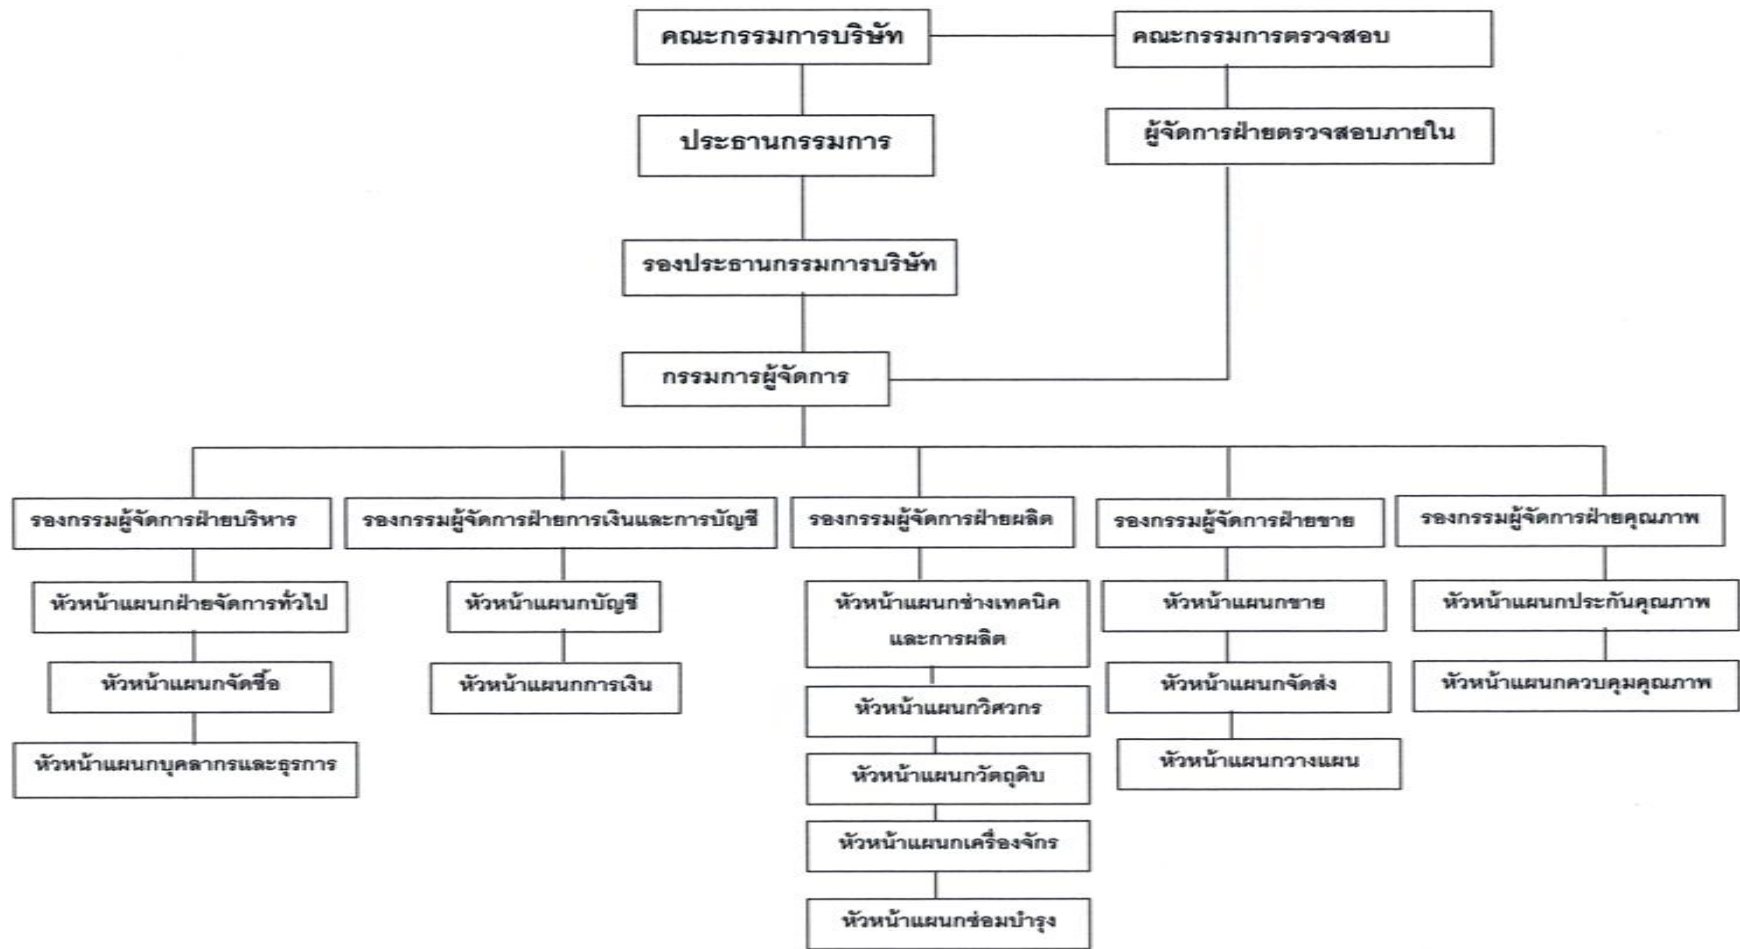 คณะกรรมการบริษัท
คณะกรรมการตรวจสอบ
ประธานกรรมการ
ผู้จัดการฝ่ายตรวจสอบภายใน
รองประธานกรรมการบริษัท
กรรมการผู้จัดการ
รองกรรมผู้จัดการฝ่ายบริหาร
รองกรรมผู้จัดการฝ่ายการเงินและการบัญชี
รองกรรมผู้จัดการฝ่ายผลิต
รองกรรมผู้จัดการฝ่ายขาย
รองกรรมผู้จัดการฝ่ายคุณภาพ
หัวหน้าแผนกฝ่ายจัดการทั่วไป
หัวหน้าแผนกบัญชี
หัวหน้าแผนกช่างเทคนิค
และการผลิต
หัวหน้าแผนกขาย
หัวหน้าแผนกประกันคุณภาพ
หัวหน้าแผนกจัดซื้อ
หัวหน้าแผนกการเงิน
หัวหน้าแผนกวิศวกร
หัวหน้าแผนกจัดส่ง
หัวหน้าแผนกควบคุมคุณภาพ
หัวหน้าแผนกบุคลากรและธุรการ
หัวหน้าแผนกวัตถุดิบ
หัวหน้าแผนกวางแผน
หัวหน้าแผนกเครื่องจักร
หัวหน้าแผนกซ่อมบำรุง